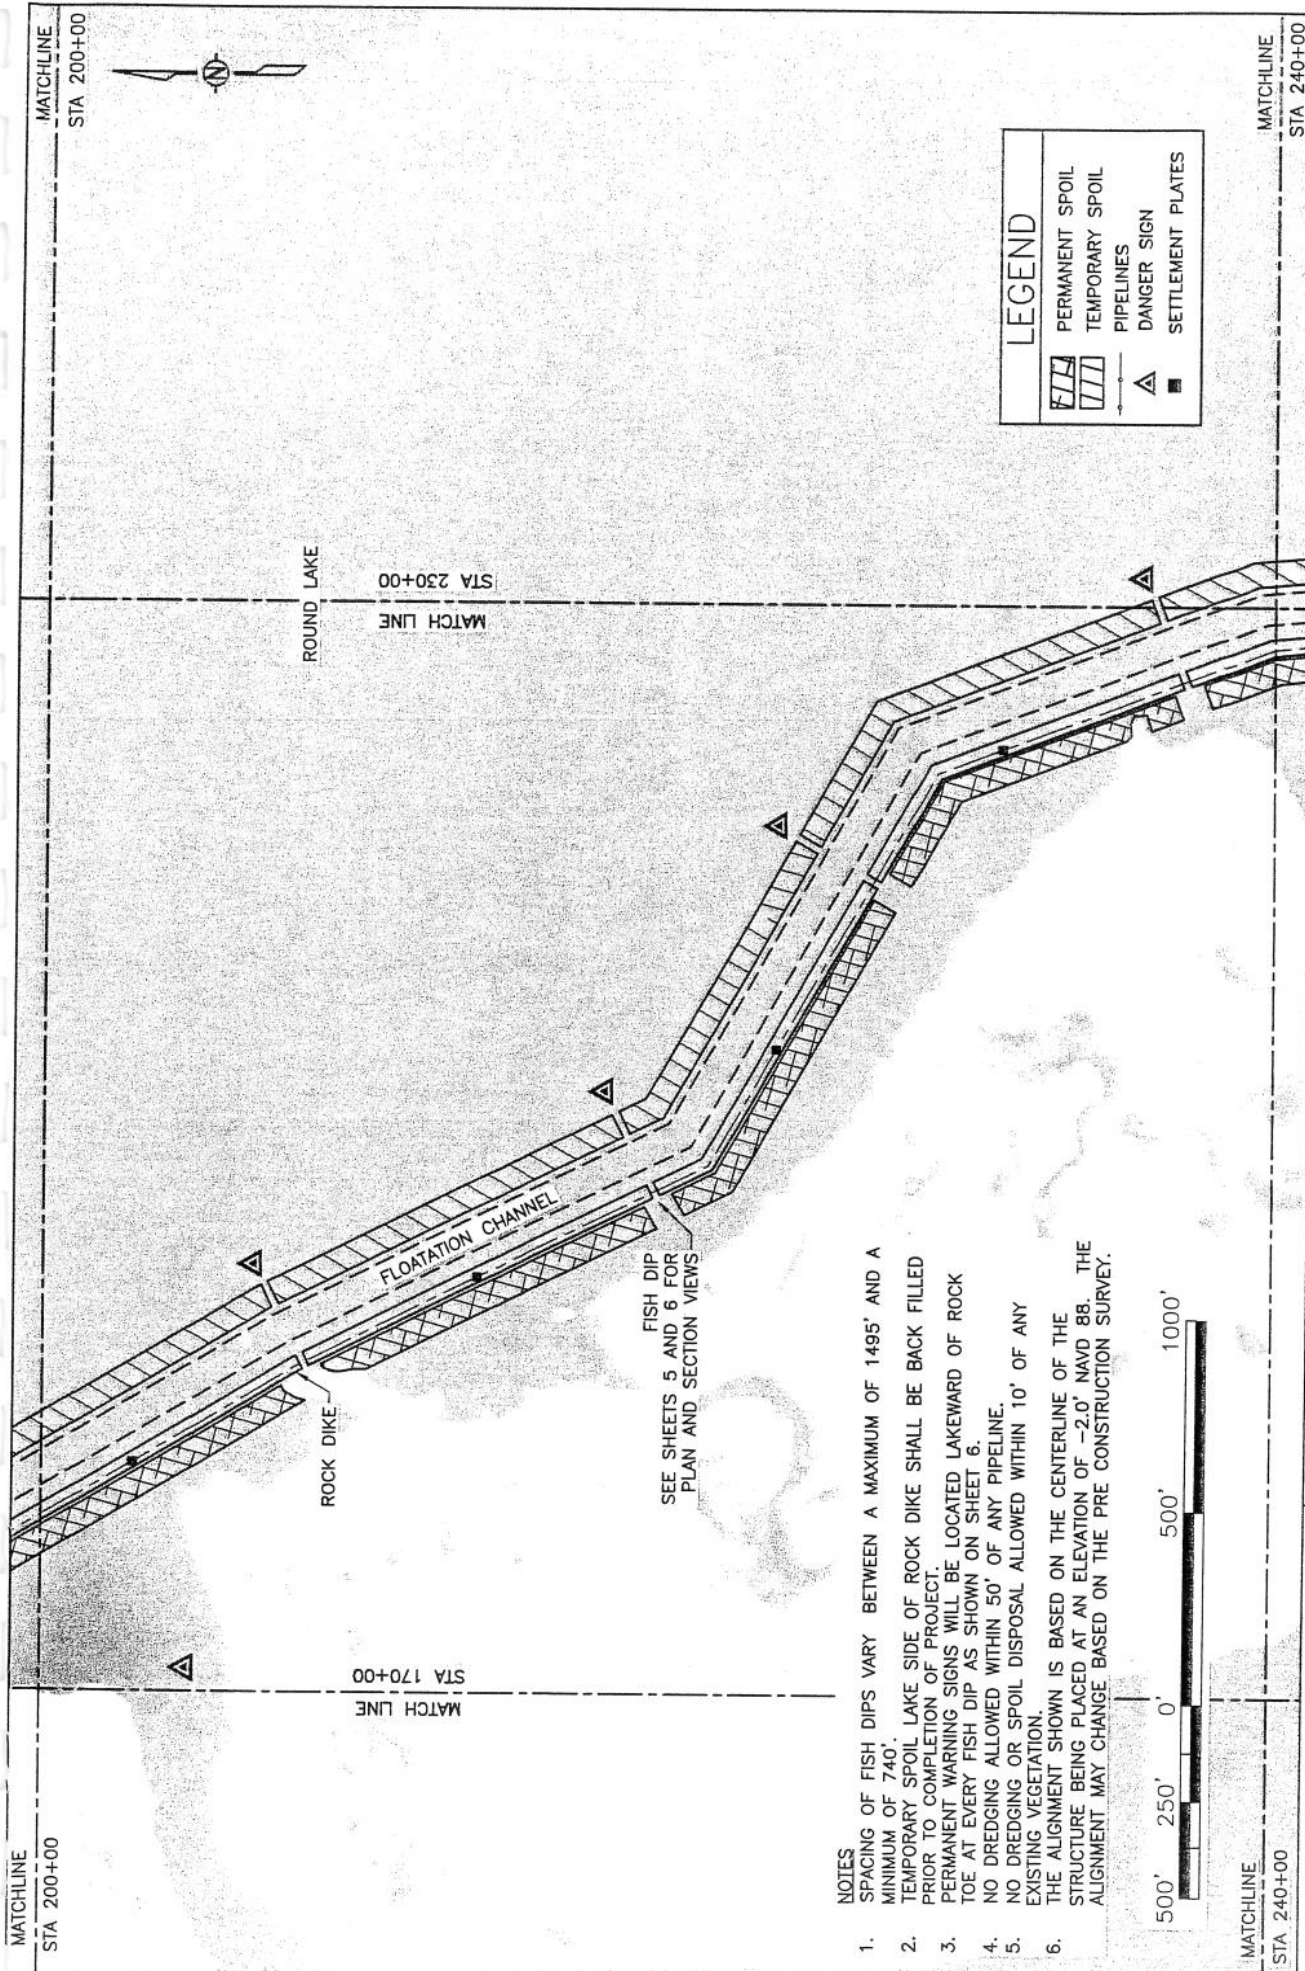 MATCHLINE
STA 200+00
MATCHLINE
STA 200+00
N
ROUND LAKE
MATCH LINE
STA 230+00
MATCH LINE
STA 170+00
FLOATATION CHANNEL
ROCK DIKE
FISH DIP
SEE SHEETS 5 AND 6 FOR
PLAN AND SECTION VIEWS
LEGEND
PERMANENT SPOIL
TEMPORARY SPOIL
PIPELINES
DANGER SIGN
SETTLEMENT PLATES
NOTES
1. SPACING OF FISH DIPS VARY BETWEEN A MAXIMUM OF 1495' AND A
MINIMUM OF 740'.
2. TEMPORARY SPOIL LAKE SIDE OF ROCK DIKE SHALL BE BACK FILLED
PRIOR TO COMPLETION OF PROJECT.
3. PERMANENT WARNING SIGNS WILL BE LOCATED LAKEWARD OF ROCK
TOE AT EVERY FISH DIP AS SHOWN ON SHEET 6.
4. NO DREDGING ALLOWED WITHIN 50' OF ANY PIPELINE.
5. NO DREDGING OR SPOIL DISPOSAL ALLOWED WITHIN 10' OF ANY
EXISTING VEGETATION.
6. THE ALIGNMENT SHOWN IS BASED ON THE CENTERLINE OF THE
STRUCTURE BEING PLACED AT AN ELEVATION OF -2.0' NAVD 88. THE
ALIGNMENT MAY CHANGE BASED ON THE PRE CONSTRUCTION SURVEY.
500' 250' 0' 500' 1000'
MATCHLINE
STA 240+00
MATCHLINE
STA 240+00